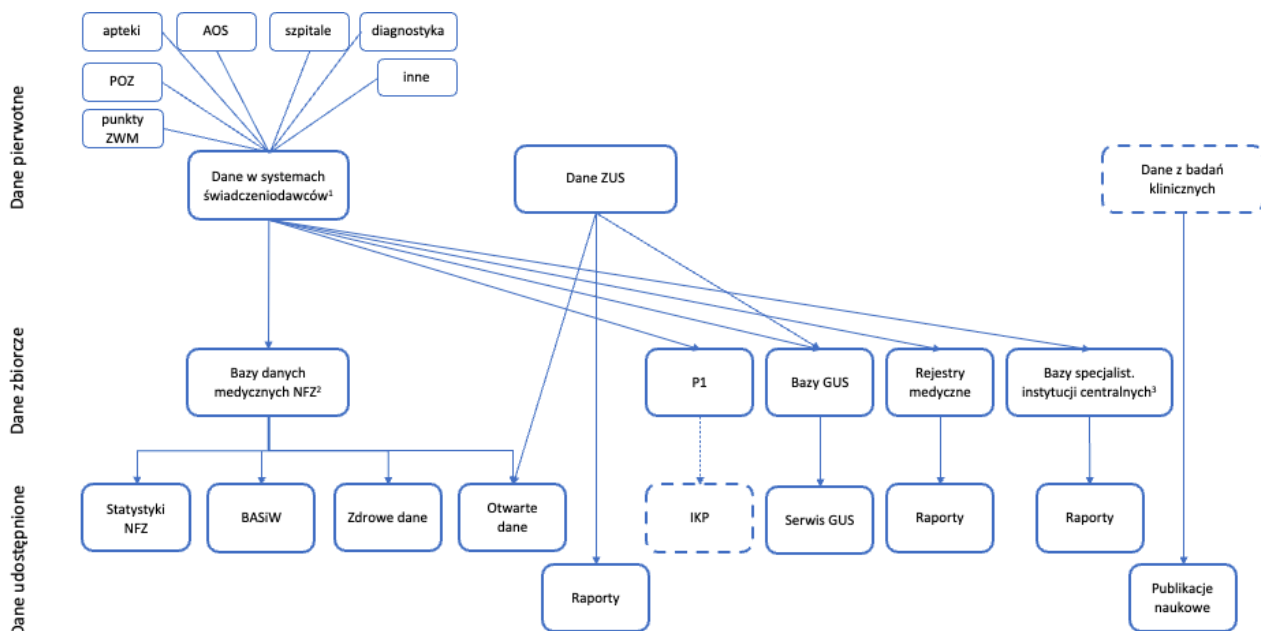 apteki
AOS
szpitale
diagnostyka
POZ
inne
punkty
ZWM
Dane pierwotne
Dane w systemach
świadczeniodawców¹
Dane ZUS
Dane z badań
klinicznych
Dane zbiorcze
Bazy danych
medycznych NFZ²
P1
Bazy GUS
Rejestry
medyczne
Bazy specjalist.
instytucji centralnych³
Dane udostępnione
Statystyki
NFZ
BASiW
Zdrowe dane
Otwarte
dane
IKP
Serwis GUS
Raporty
Raporty
Raporty
Publikacje
naukowe